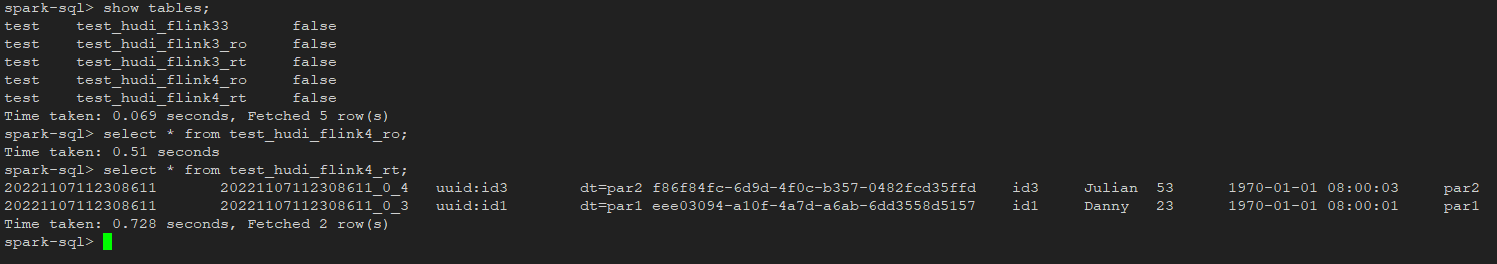 spark-sql> show tables;
test    test_hudi_flink33       false
test    test_hudi_flink3_ro     false
test    test_hudi_flink3_rt     false
test    test_hudi_flink4_ro     false
test    test_hudi_flink4_rt     false
Time taken: 0.069 seconds, Fetched 5 row(s)
spark-sql> select * from test_hudi_flink4_ro;
Time taken: 0.51 seconds
spark-sql> select * from test_hudi_flink4_rt;
20221107112308611       20221107112308611_0_4   uuid:id3        dt=par2 f86f84fc-6d9d-4f0c-b357-0482fcd35ffd    id3     Julian  53      1970-01-01 08:00:03     par2
20221107112308611       20221107112308611_0_3   uuid:id1        dt=par1 eee03094-a10f-4a7d-a6ab-6dd3558d5157    id1     Danny   23      1970-01-01 08:00:01     par1
Time taken: 0.728 seconds, Fetched 2 row(s)
spark-sql>